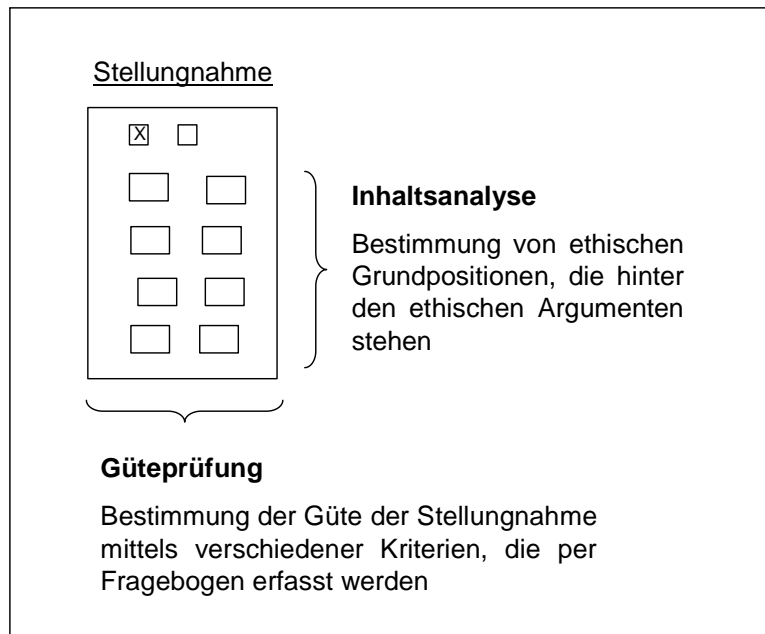 Stellungnahme
X
Inhaltsanalyse
Bestimmung von ethischen
Grundpositionen, die hinter
den ethischen Argumenten
stehen
Güteprüfung
Bestimmung der Güte der Stellungnahme
mittels verschiedener Kriterien, die per
Fragebogen erfasst werden